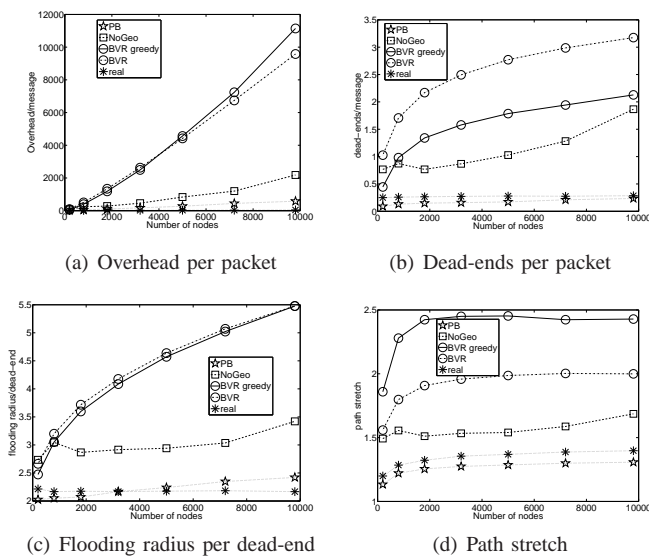 12000
10000
8000
6000
4000
2000
0
0 2000 4000 6000 8000 10000
Number of nodes
Overhead/message
PB
NoGeo
BVR greedy
BVR
real
(a) Overhead per packet
3.5
3
2.5
2
1.5
1
0.5
0
0 2000 4000 6000 8000 10000
Number of nodes
dead−ends/message
PB
NoGeo
BVR greedy
BVR
real
(b) Dead-ends per packet
5.5
5
4.5
4
3.5
3
2.5
2
0 2000 4000 6000 8000 10000
Number of nodes
flooding radius/dead−end
PB
NoGeo
BVR greedy
BVR
real
(c) Flooding radius per dead-end
2.5
2
1.5
1
0 2000 4000 6000 8000 10000
Number of nodes
path stretch
PB
NoGeo
BVR greedy
BVR
real
(d) Path stretch